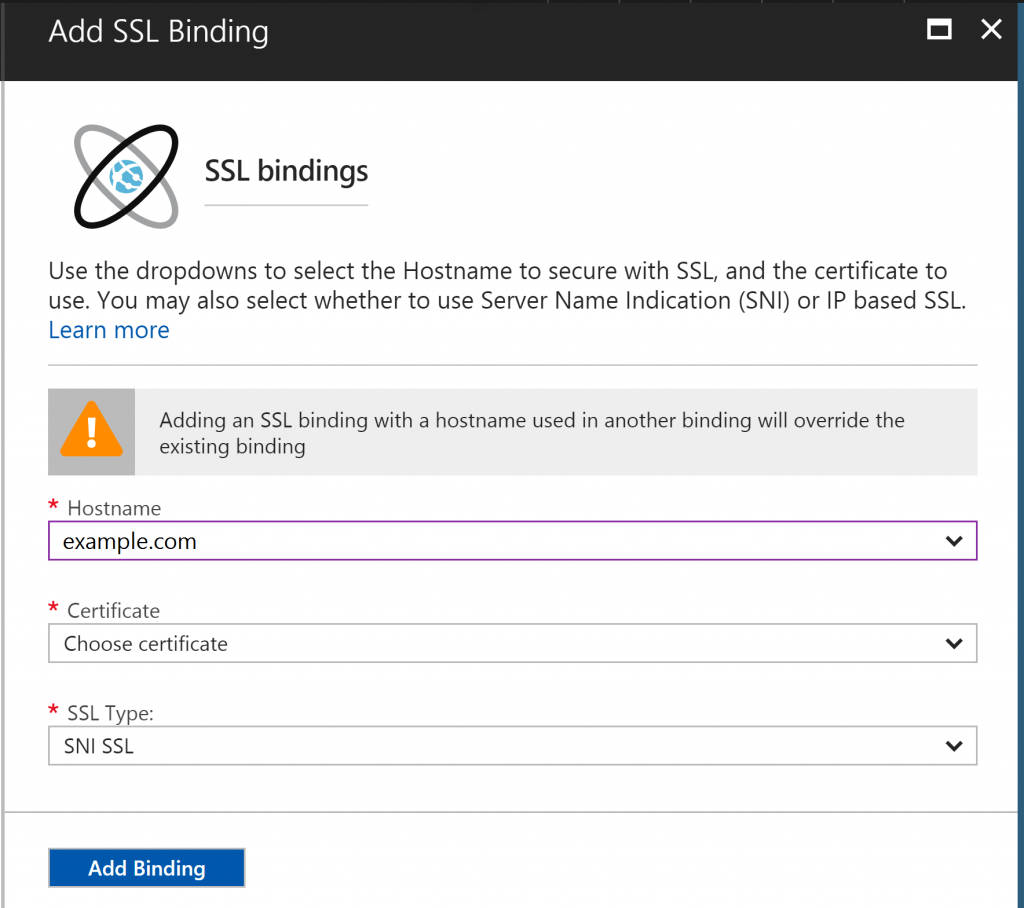 Add SSL Binding
SSL bindings
Use the dropdowns to select the Hostname to secure with SSL, and the certificate to
use. You may also select whether to use Server Name Indication (SNI) or IP based SSL.
Learn more
Adding an SSL binding with a hostname used in another binding will override the
existing binding
* Hostname
example.com
* Certificate
Choose certificate
* SSL Type:
SNI SSL
Add Binding